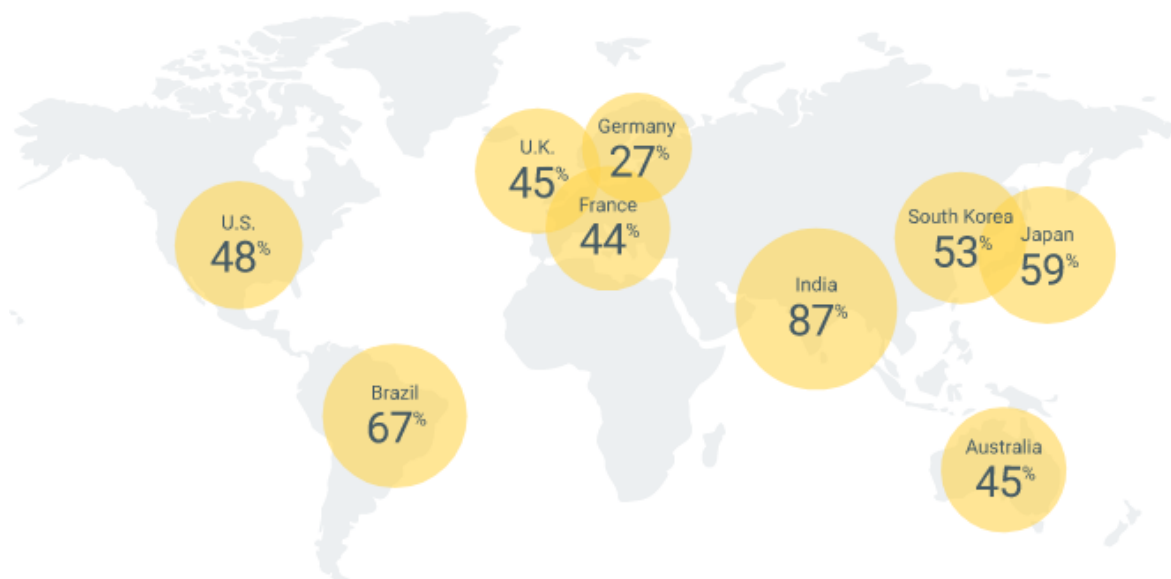 Germany
27%
U.K.
45%
France
44%
U.S.
48%
South Korea
53%
Japan
59%
India
87%
Brazil
67%
Australia
45%